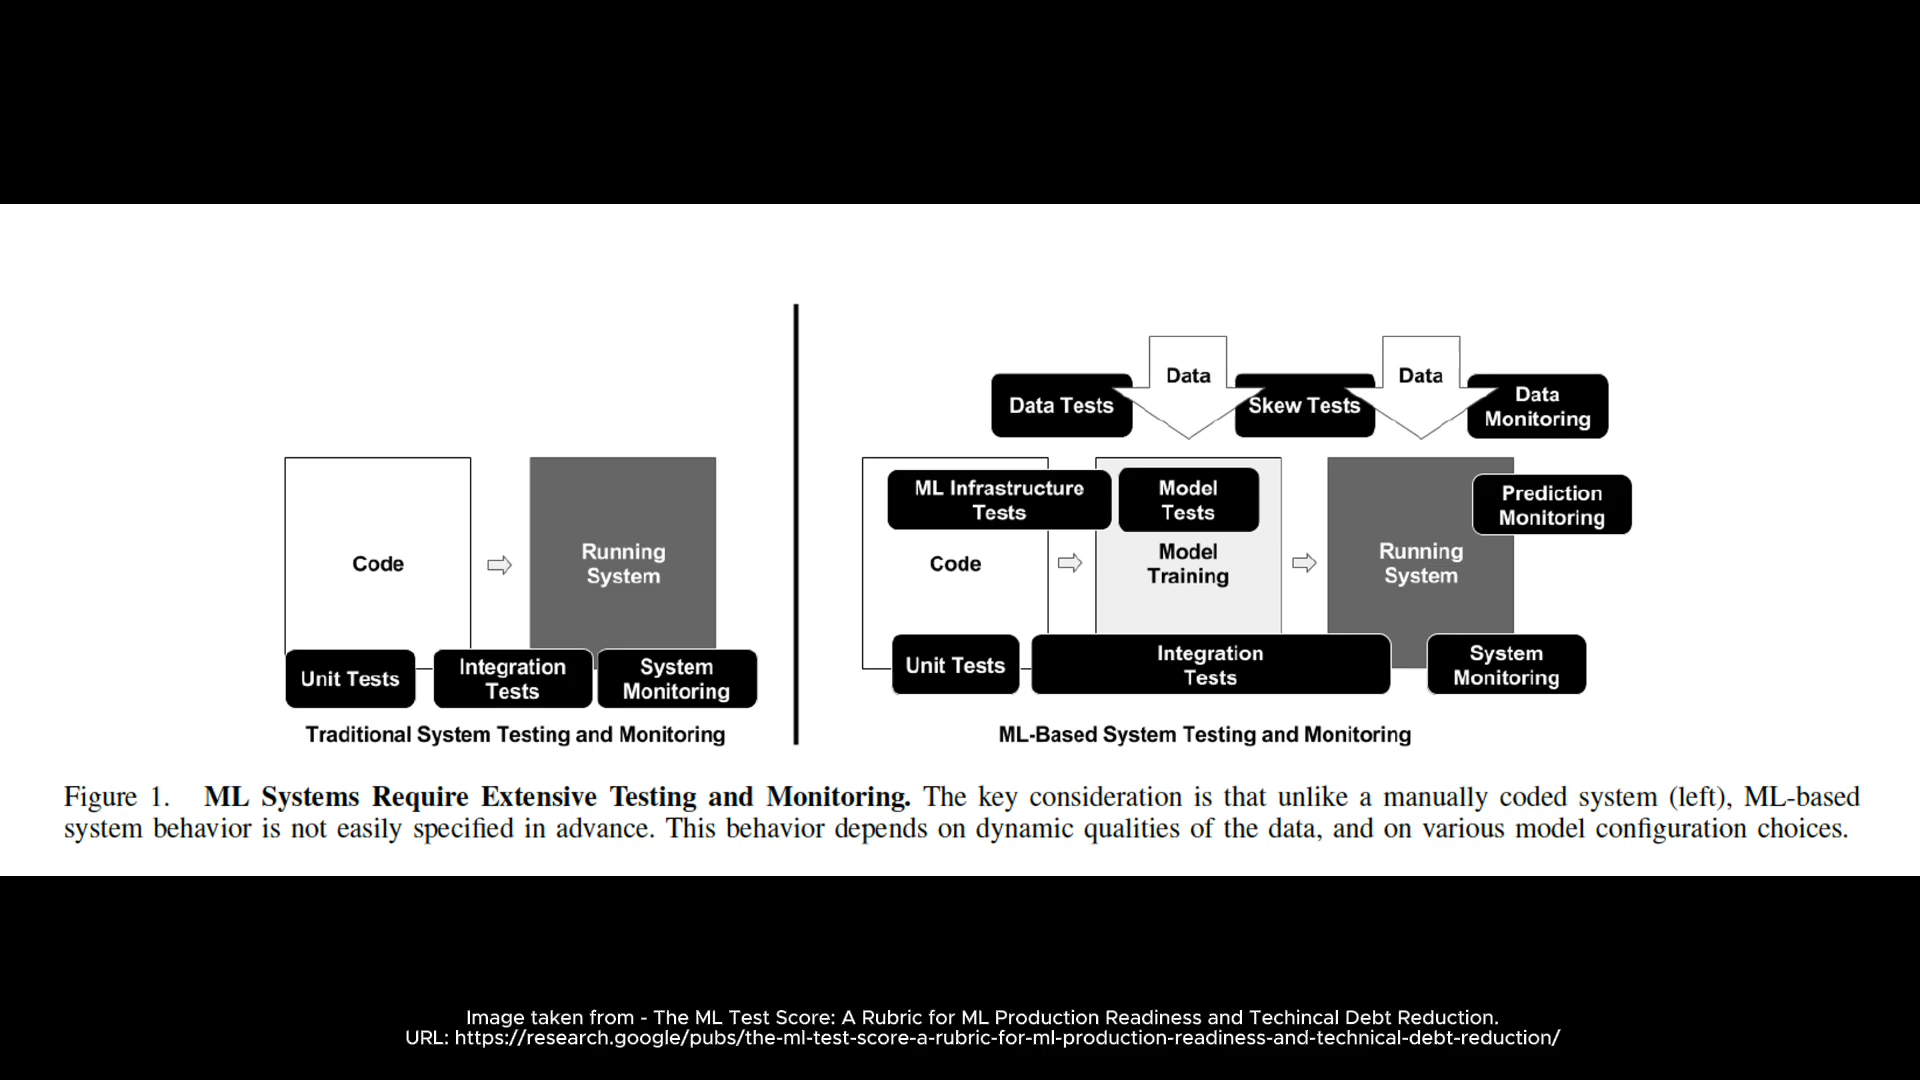 Data
Data
Data Tests
Skew Tests
Data
Monitoring
Code
Running
System
Unit Tests
Integration
Tests
System
Monitoring
Traditional System Testing and Monitoring
ML Infrastructure
Tests
Model
Tests
Prediction
Monitoring
Code
Model
Training
Running
System
Unit Tests
Integration
Tests
System
Monitoring
ML-Based System Testing and Monitoring
Figure 1. ML Systems Require Extensive Testing and Monitoring. The key consideration is that unlike a manually coded system (left), ML-based
system behavior is not easily specified in advance. This behavior depends on dynamic qualities of the data, and on various model configuration choices.
Image taken from - The ML Test Score: A Rubric for ML Production Readiness and Techincal Debt Reduction.
URL: https://research.google/pubs/the-ml-test-score-a-rubric-for-ml-production-readiness-and-technical-debt-reduction/